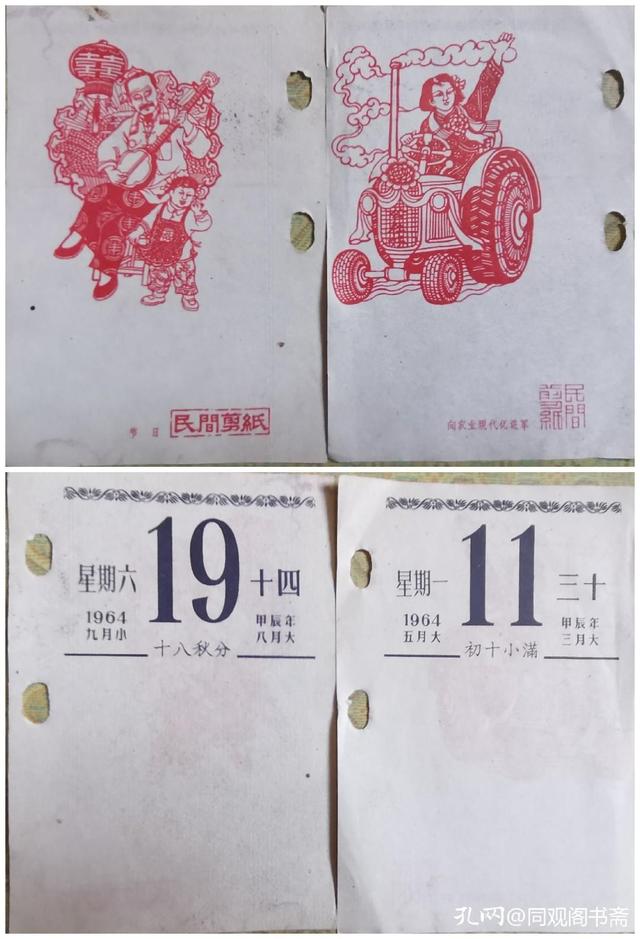 囍
节日
民間剪紙
向农业现代化进军
民間
剪紙
星期六 19 十四
1964 甲辰年
九月小 八月大
十八秋分
星期一 11 三十
1964 甲辰年
五月大 三月大
初十小滿
孔网@同观阁书斋